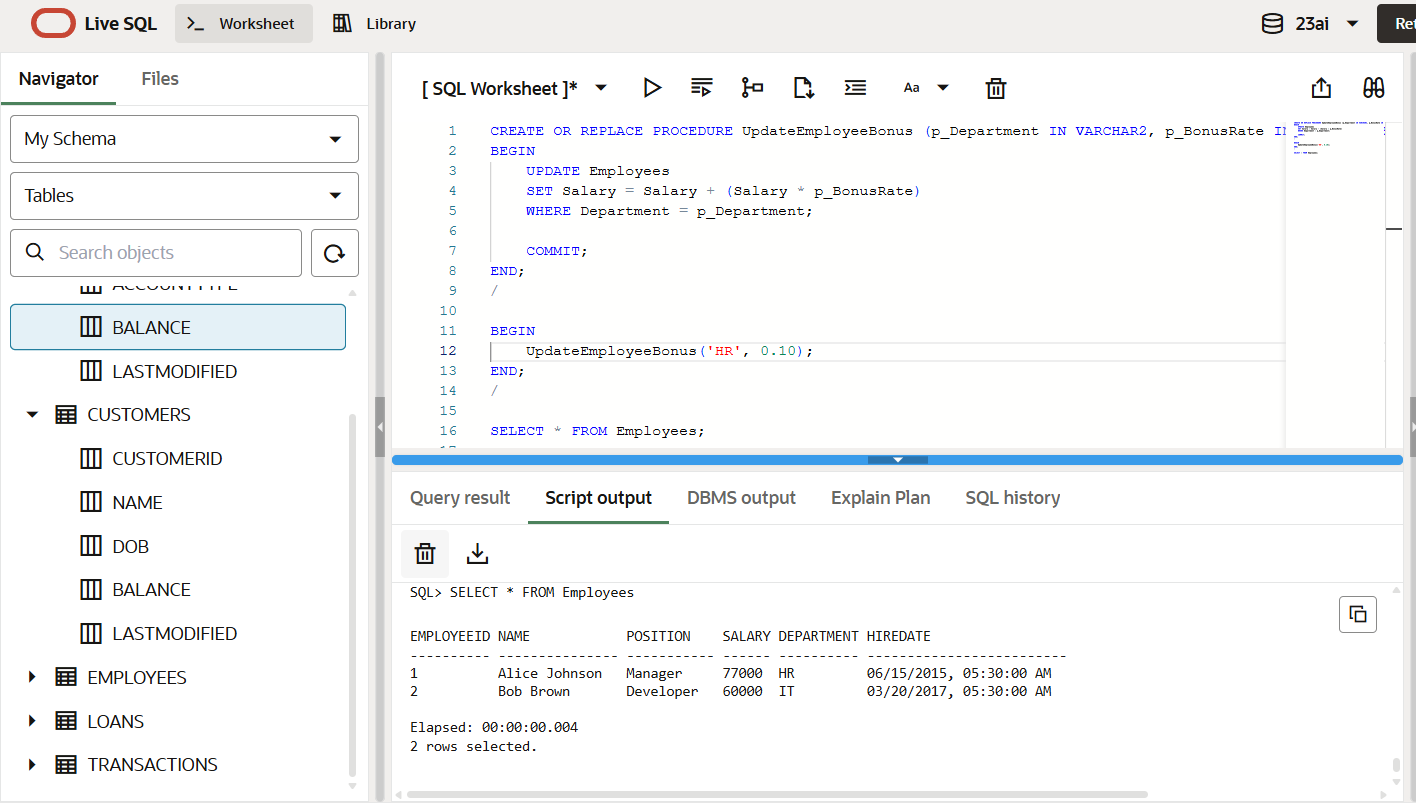 Live SQL
Worksheet
Library
23ai
Navigator
Files
My Schema
Tables
Search objects
BALANCE
LASTMODIFIED
CUSTOMERS
CUSTOMERID
NAME
DOB
BALANCE
LASTMODIFIED
EMPLOYEES
LOANS
TRANSACTIONS
[ SQL Worksheet ]*
Aa
1 CREATE OR REPLACE PROCEDURE UpdateEmployeeBonus (p_Department IN VARCHAR2, p_BonusRate
2 BEGIN
3 UPDATE Employees
4 SET Salary = Salary + (Salary * p_BonusRate)
5 WHERE Department = p_Department;
6
7 COMMIT;
8 END;
9 /
10
11 BEGIN
12 UpdateEmployeeBonus('HR', 0.10);
13 END;
14 /
15
16 SELECT * FROM Employees;
Query result
Script output
DBMS output
Explain Plan
SQL history
SQL> SELECT * FROM Employees
EMPLOYEEID NAME POSITION SALARY DEPARTMENT HIREDATE
---------- --------------- ----------- ------ ---------- -------------------------
1 Alice Johnson Manager 77000 HR 06/15/2015, 05:30:00 AM
2 Bob Brown Developer 60000 IT 03/20/2017, 05:30:00 AM
Elapsed: 00:00:00.004
2 rows selected.